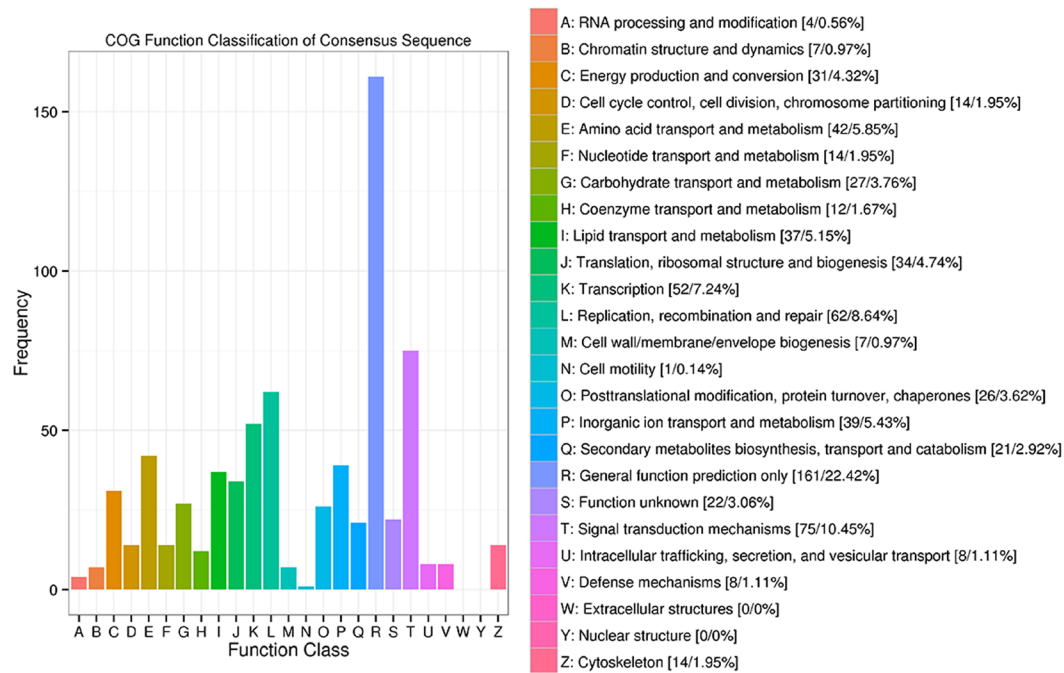 COG Function Classification of Consensus Sequence
Frequency
150
100
50
0
A B C D E F G H I J K L M N O P Q R S T U V W Y Z
Function Class
A: RNA processing and modification [4/0.56%]
B: Chromatin structure and dynamics [7/0.97%]
C: Energy production and conversion [31/4.32%]
D: Cell cycle control, cell division, chromosome partitioning [14/1.95%]
E: Amino acid transport and metabolism [42/5.85%]
F: Nucleotide transport and metabolism [14/1.95%]
G: Carbohydrate transport and metabolism [27/3.76%]
H: Coenzyme transport and metabolism [12/1.67%]
I: Lipid transport and metabolism [37/5.15%]
J: Translation, ribosomal structure and biogenesis [34/4.74%]
K: Transcription [52/7.24%]
L: Replication, recombination and repair [62/8.64%]
M: Cell wall/membrane/envelope biogenesis [7/0.97%]
N: Cell motility [1/0.14%]
O: Posttranslational modification, protein turnover, chaperones [26/3.62%]
P: Inorganic ion transport and metabolism [39/5.43%]
Q: Secondary metabolites biosynthesis, transport and catabolism [21/2.92%]
R: General function prediction only [161/22.42%]
S: Function unknown [22/3.06%]
T: Signal transduction mechanisms [75/10.45%]
U: Intracellular trafficking, secretion, and vesicular transport [8/1.11%]
V: Defense mechanisms [8/1.11%]
W: Extracellular structures [0/0%]
Y: Nuclear structure [0/0%]
Z: Cytoskeleton [14/1.95%]